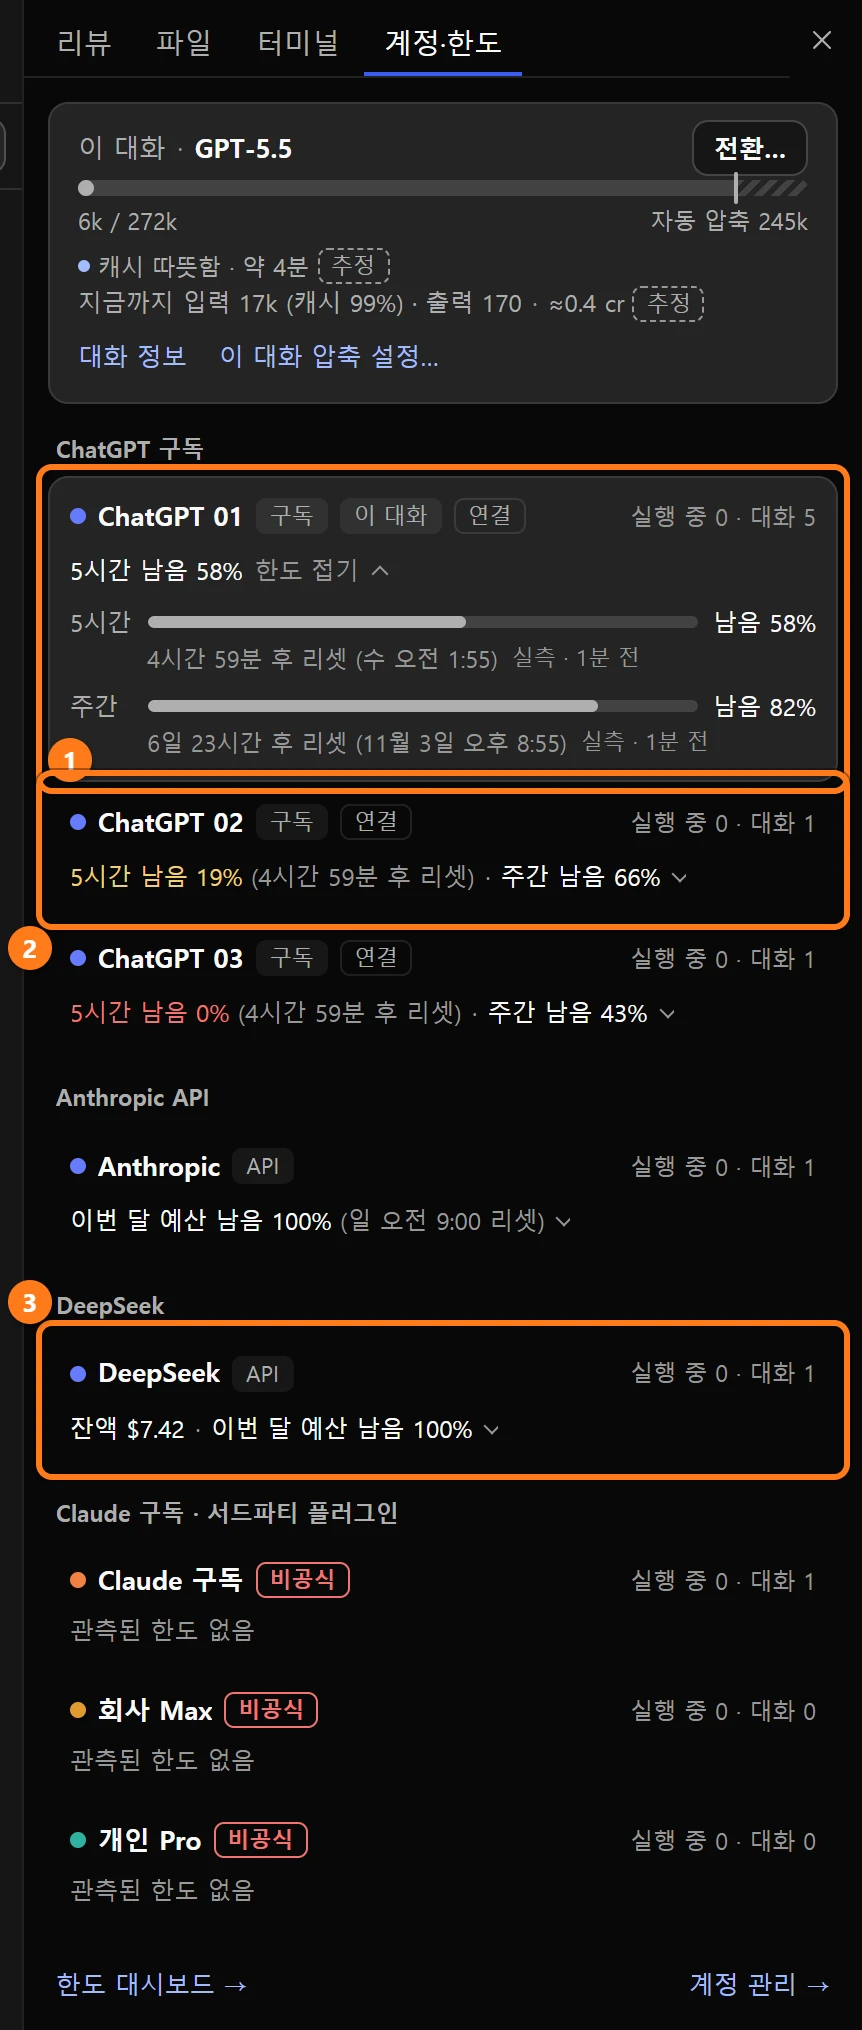 리뷰 파일 터미널 계정·한도
이 대화 · GPT-5.5 전환...
6k / 272k 자동 압축 245k
캐시 따뜻함 · 약 4분 추정
지금까지 입력 17k (캐시 99%) · 출력 170 · ≈0.4 cr 추정
대화 정보 이 대화 압축 설정...
ChatGPT 구독
ChatGPT 01 구독 이 대화 연결 실행 중 0 · 대화 5
5시간 남음 58% 한도 접기
5시간 남음 58%
4시간 59분 후 리셋 (수 오전 1:55) 실측 · 1분 전
주간 남음 82%
6일 23시간 후 리셋 (11월 3일 오후 8:55) 실측 · 1분 전
1
ChatGPT 02 구독 연결 실행 중 0 · 대화 1
5시간 남음 19% (4시간 59분 후 리셋) · 주간 남음 66%
2
ChatGPT 03 구독 연결 실행 중 0 · 대화 1
5시간 남음 0% (4시간 59분 후 리셋) · 주간 남음 43%
Anthropic API
Anthropic API 실행 중 0 · 대화 1
이번 달 예산 남음 100% (일 오전 9:00 리셋)
3
DeepSeek
DeepSeek API 실행 중 0 · 대화 1
잔액 $7.42 · 이번 달 예산 남음 100%
Claude 구독 · 서드파티 플러그인
Claude 구독 비공식 실행 중 0 · 대화 1
관측된 한도 없음
회사 Max 비공식 실행 중 0 · 대화 0
관측된 한도 없음
개인 Pro 비공식 실행 중 0 · 대화 0
관측된 한도 없음
한도 대시보드 → 계정 관리 →